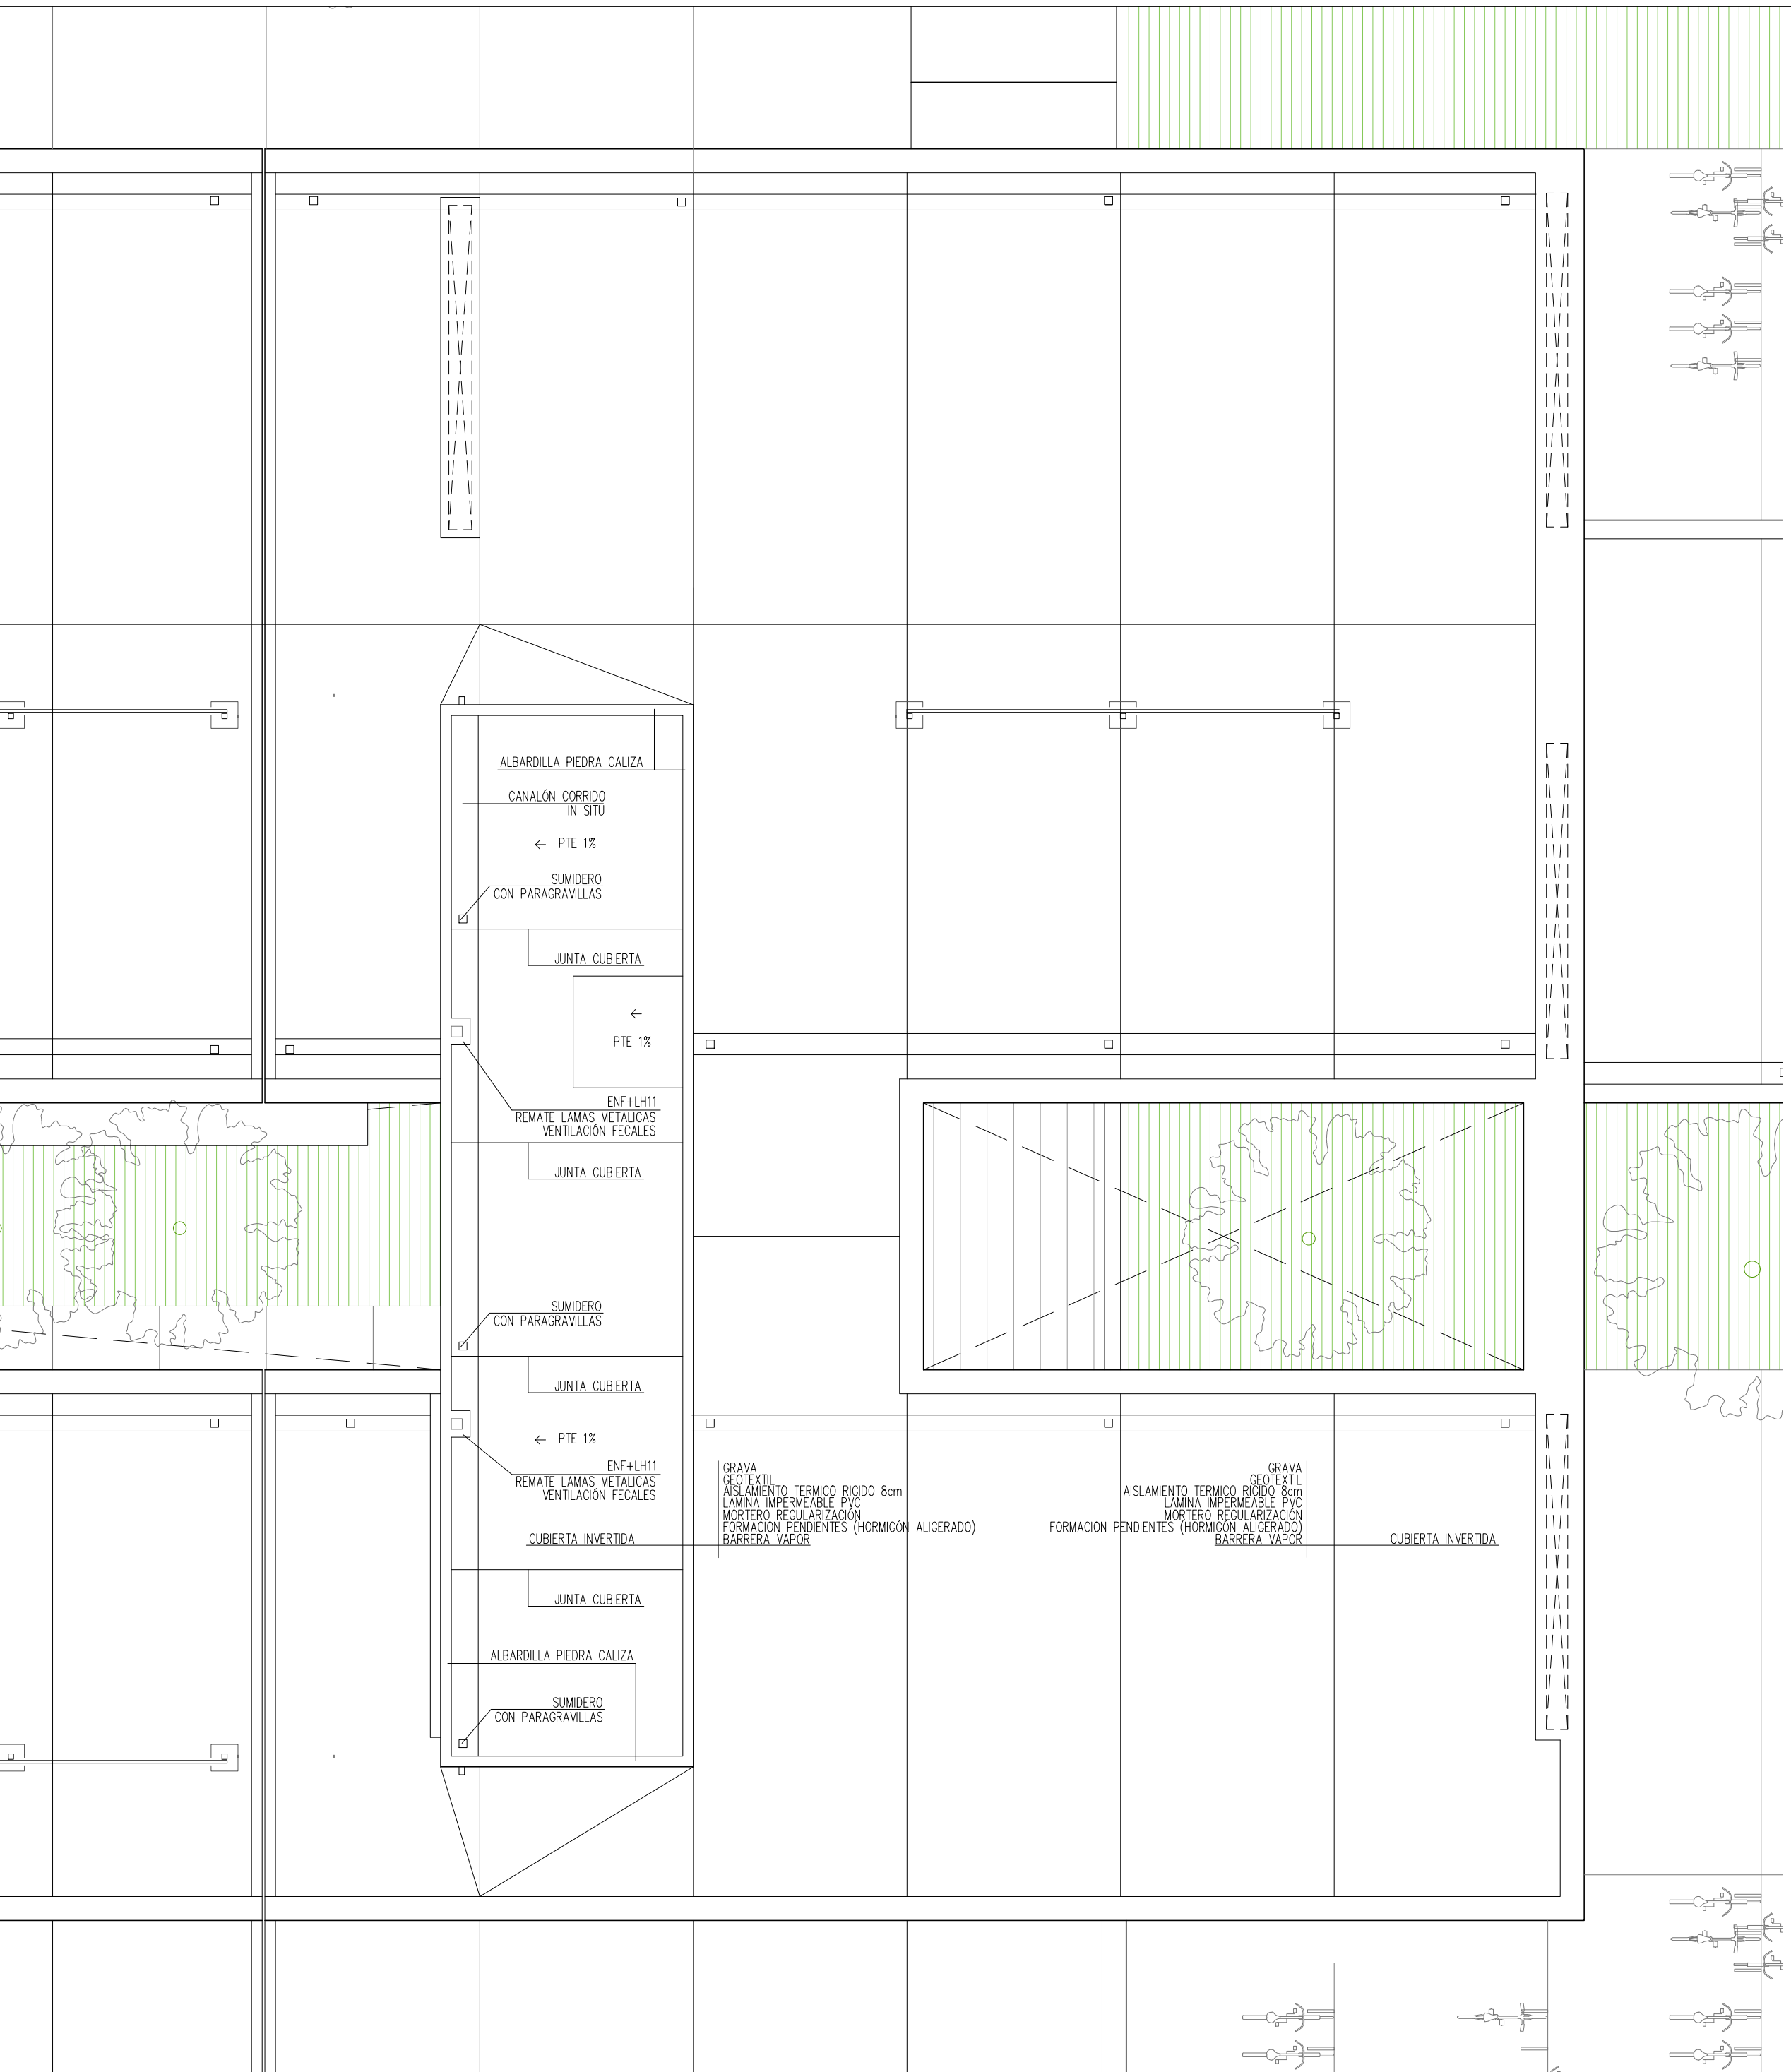 ALBARDILLA PIEDRA CALIZA
CANALÓN CORRIDO
IN SITU
← PTE 1%
SUMIDERO
CON PARAGRAVILLAS
JUNTA CUBIERTA
←
PTE 1%
ENF+LH11
REMATE LAMAS METALICAS
VENTILACIÓN FECALES
JUNTA CUBIERTA
SUMIDERO
CON PARAGRAVILLAS
JUNTA CUBIERTA
← PTE 1%
ENF+LH11
REMATE LAMAS METALICAS
VENTILACIÓN FECALES
CUBIERTA INVERTIDA
GRAVA
GEOTEXTIL
AISLAMIENTO TERMICO RIGIDO 8cm
LAMINA IMPERMEABLE PVC
MORTERO REGULARIZACIÓN
FORMACION PENDIENTES (HORMIGÓN ALIGERADO)
BARRERA VAPOR
GRAVA
GEOTEXTIL
AISLAMIENTO TERMICO RIGIDO 8cm
LAMINA IMPERMEABLE PVC
MORTERO REGULARIZACIÓN
FORMACION PENDIENTES (HORMIGÓN ALIGERADO)
BARRERA VAPOR
CUBIERTA INVERTIDA
JUNTA CUBIERTA
ALBARDILLA PIEDRA CALIZA
SUMIDERO
CON PARAGRAVILLAS